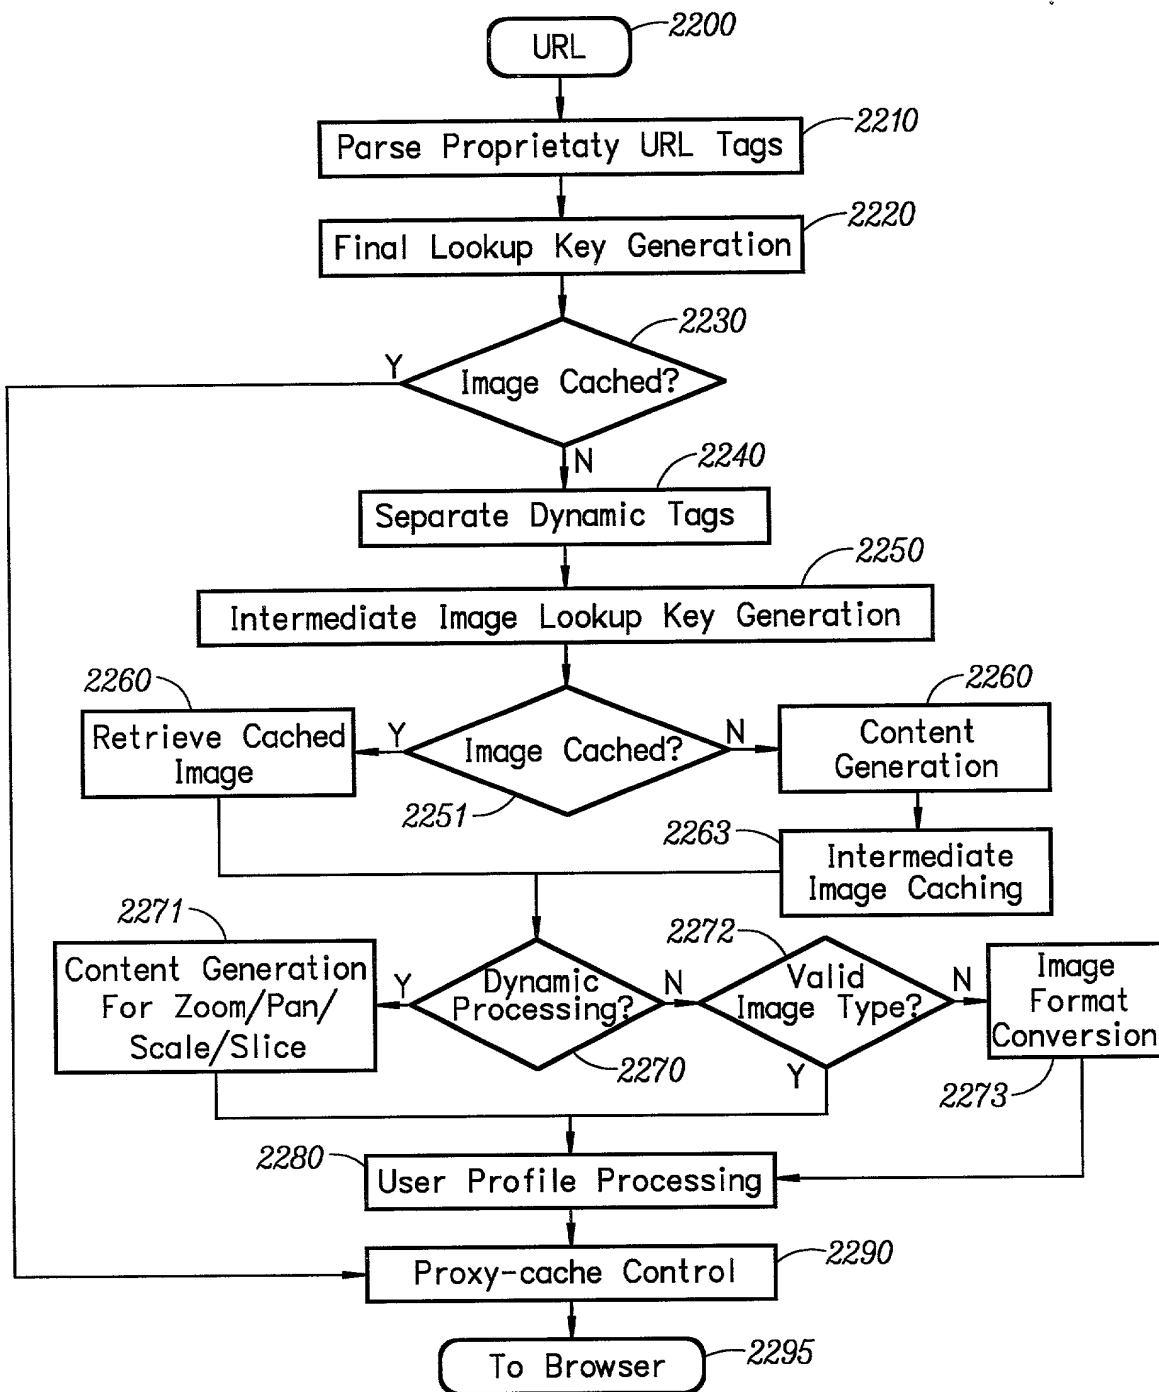 2200
URL
2210
Parse Proprietaty URL Tags
2220
Final Lookup Key Generation
2230
Y
Image Cached?
N
2240
Separate Dynamic Tags
2250
Intermediate Image Lookup Key Generation
2260
Retrieve Cached
Image
Y
Image Cached?
N
2251
2260
Content
Generation
2263
Intermediate
Image Caching
2271
Content Generation
For Zoom/Pan/
Scale/Slice
Y
Dynamic
Processing?
N
2270
2272
Valid
Image Type?
N
Y
Image
Format
Conversion
2273
2280
User Profile Processing
2290
Proxy-cache Control
To Browser
2295